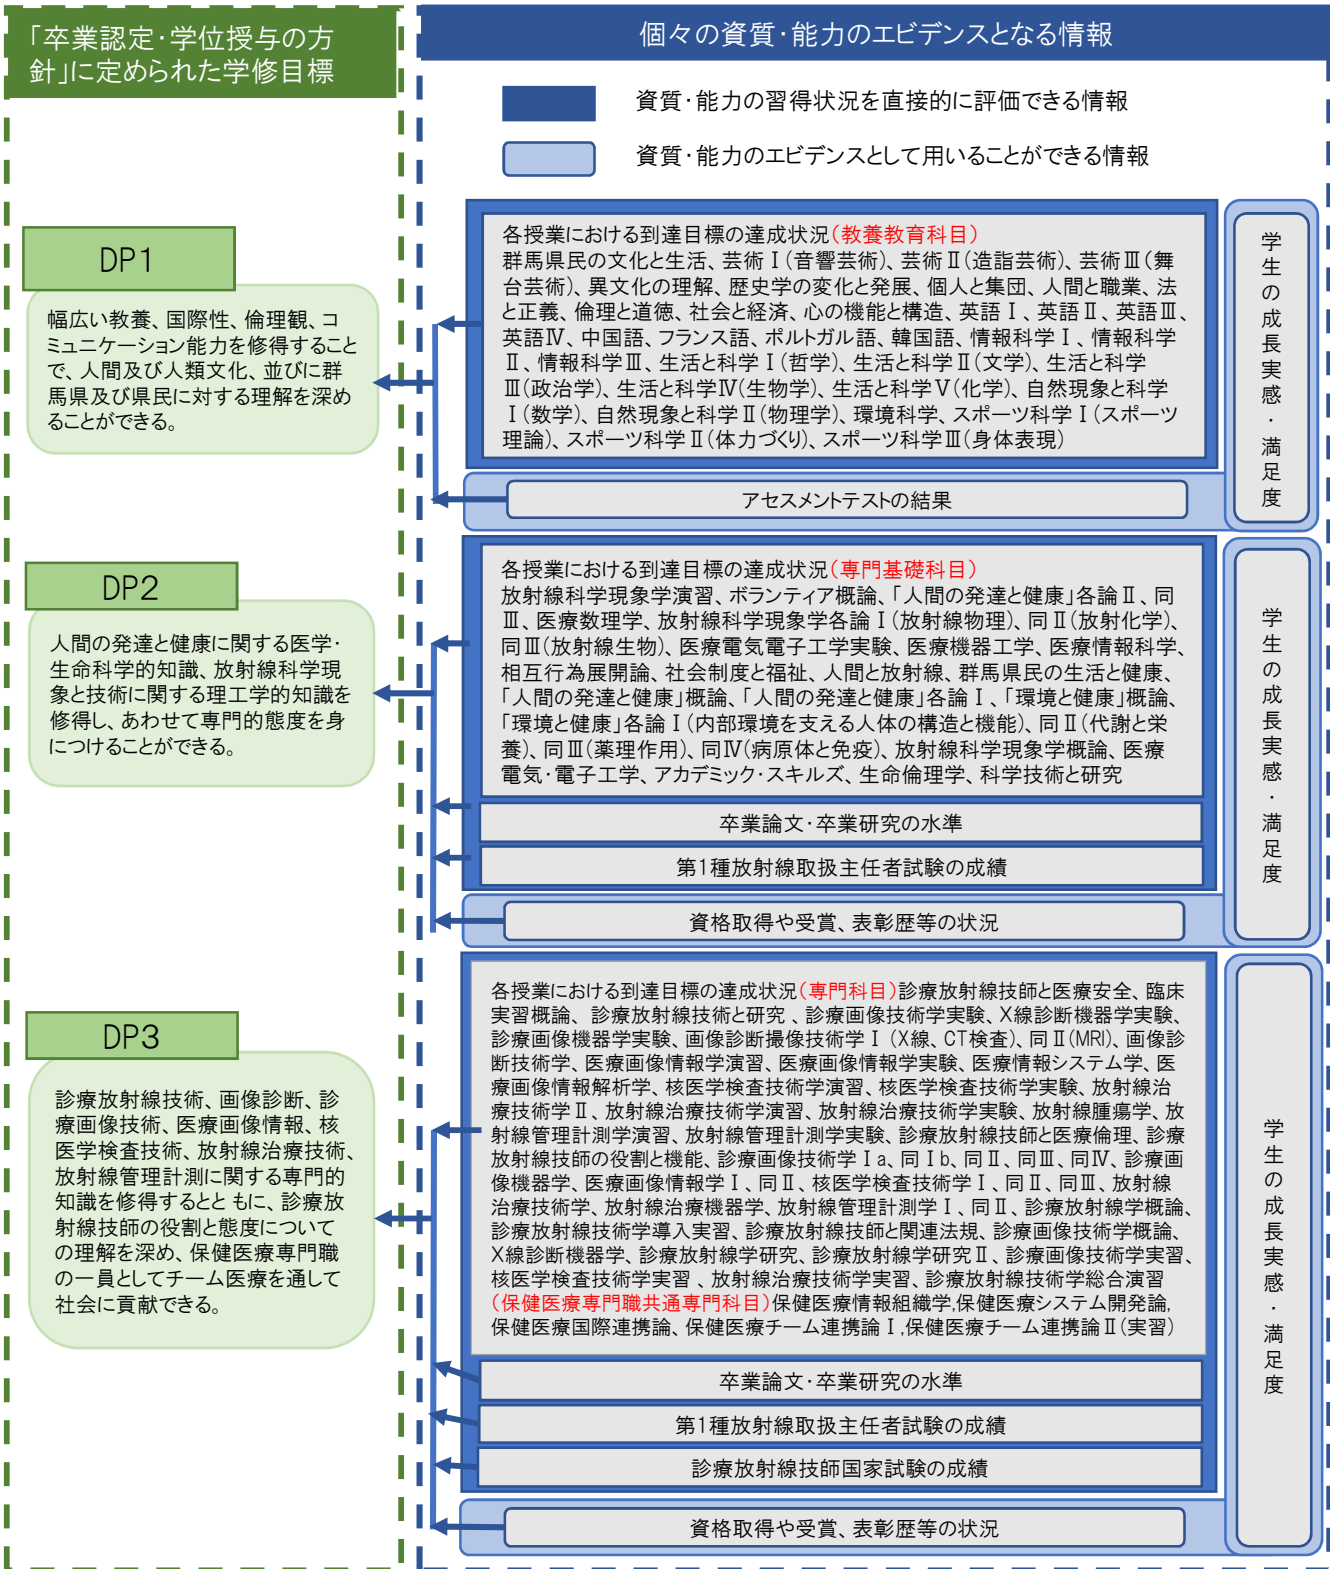 「卒業認定・学位授与の方
針」に定められた学修目標
個々の資質・能力のエビデンスとなる情報
資質・能力の習得状況を直接的に評価できる情報
資質・能力のエビデンスとして用いることができる情報
DP1
幅広い教養、国際性、倫理観、コ
ミュニケーション能力を修得すること
で、人間及び人類文化、並びに群
馬県及び県民に対する理解を深め
ることができる。
各授業における到達目標の達成状況(教養教育科目)
群馬県民の文化と生活、芸術Ⅰ(音響芸術)、芸術Ⅱ(造詣芸術)、芸術Ⅲ(舞
台芸術)、異文化の理解、歴史学の変化と発展、個人と集団、人間と職業、法
と正義、倫理と道徳、社会と経済、心の機能と構造、英語Ⅰ、英語Ⅱ、英語Ⅲ、
英語Ⅳ、中国語、フランス語、ポルトガル語、韓国語、情報科学Ⅰ、情報科学
Ⅱ、情報科学Ⅲ、生活と科学Ⅰ(哲学)、生活と科学Ⅱ(文学)、生活と科学
Ⅲ(政治学)、生活と科学Ⅳ(生物学)、生活と科学Ⅴ(化学)、自然現象と科学
Ⅰ(数学)、自然現象と科学Ⅱ(物理学)、環境科学、スポーツ科学Ⅰ(スポーツ
理論)、スポーツ科学Ⅱ(体力づくり)、スポーツ科学Ⅲ(身体表現)
アセスメントテストの結果
学生の成長実感・満足度
DP2
人間の発達と健康に関する医学・
生命科学的知識、放射線科学現
象と技術に関する理工学的知識を
修得し、あわせて専門的態度を身
につけることができる。
各授業における到達目標の達成状況(専門基礎科目)
放射線科学現象学演習、ボランティア概論、「人間の発達と健康」各論Ⅱ、同
Ⅲ、医療数理学、放射線科学現象学各論Ⅰ(放射線物理)、同Ⅱ(放射化学)、
同Ⅲ(放射線生物)、医療電気電子工学実験、医療機器工学、医療情報科学、
相互行為展開論、社会制度と福祉、人間と放射線、群馬県民の生活と健康、
「人間の発達と健康」概論、「人間の発達と健康」各論Ⅰ、「環境と健康」概論、
「環境と健康」各論Ⅰ(内部環境を支える人体の構造と機能)、同Ⅱ(代謝と栄
養)、同Ⅲ(薬理作用)、同Ⅳ(病原体と免疫)、放射線科学現象学概論、医療
電気・電子工学、アカデミック・スキルズ、生命倫理学、科学技術と研究
卒業論文・卒業研究の水準
第1種放射線取扱主任者試験の成績
資格取得や受賞、表彰歴等の状況
学生の成長実感・満足度
DP3
診療放射線技術、画像診断、診
療画像技術、医療画像情報、核
医学検査技術、放射線治療技術、
放射線管理計測に関する専門的
知識を修得するとともに、診療放
射線技師の役割と態度について
の理解を深め、保健医療専門職
の一員としてチーム医療を通して
社会に貢献できる。
各授業における到達目標の達成状況(専門科目)診療放射線技師と医療安全、臨床
実習概論、診療放射線技術と研究、診療画像技術学実験、X線診断機器学実験、
診療画像機器学実験、画像診断撮像技術学Ⅰ(X線、CT検査)、同Ⅱ(MRI)、画像診
断技術学、医療画像情報学演習、医療画像情報学実験、医療情報システム学、医
療画像情報解析学、核医学検査技術学演習、核医学検査技術学実験、放射線治
療技術学Ⅱ、放射線治療技術学演習、放射線治療技術学実験、放射線腫瘍学、放
射線管理計測学演習、放射線管理計測学実験、診療放射線技師と医療倫理、診療
放射線技師の役割と機能、診療画像技術学Ⅰa、同Ⅰb、同Ⅱ、同Ⅲ、同Ⅳ、診療画
像機器学、医療画像情報学Ⅰ、同Ⅱ、核医学検査技術学Ⅰ、同Ⅱ、同Ⅲ、放射線
治療技術学、放射線治療機器学、放射線管理計測学Ⅰ、同Ⅱ、診療放射線学概論、
診療放射線技術学導入実習、診療放射線技師と関連法規、診療画像技術学概論、
X線診断機器学、診療放射線学研究、診療放射線学研究Ⅱ、診療画像技術学実習、
核医学検査技術学実習、放射線治療技術学実習、診療放射線技術学総合演習
(保健医療専門職共通専門科目)保健医療情報組織学,保健医療システム開発論,
保健医療国際連携論、保健医療チーム連携論Ⅰ,保健医療チーム連携論Ⅱ(実習)
卒業論文・卒業研究の水準
第1種放射線取扱主任者試験の成績
診療放射線技師国家試験の成績
資格取得や受賞、表彰歴等の状況
学生の成長実感・満足度